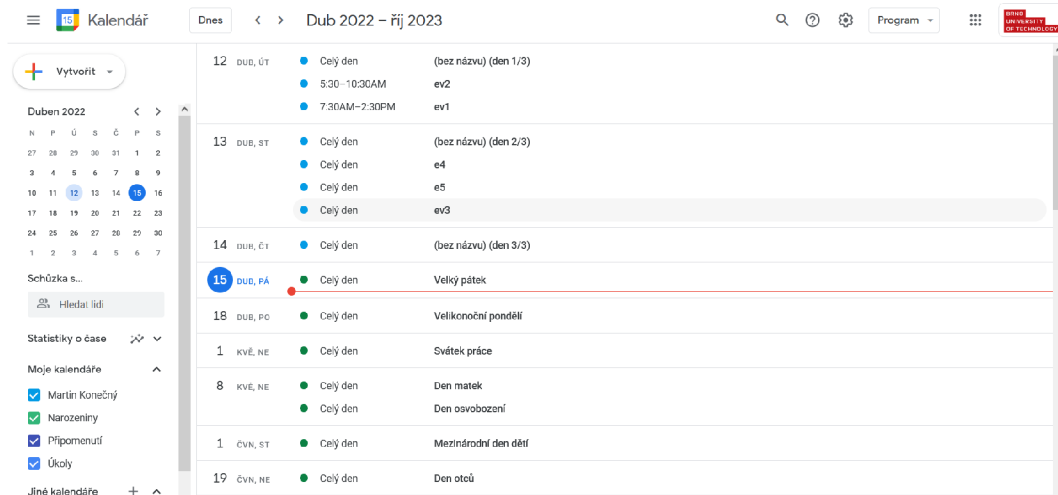 15 Kalendář Dnes Dub 2022 – říj 2023 Program
BRNO
UNIVERSITY
OF TECHNOLOGY
Vytvořit
Duben 2022
N P Ú S Č P S
27 28 29 30 31 1 2
3 4 5 6 7 8 9
10 11 12 13 14 15 16
17 18 19 20 21 22 23
24 25 26 27 28 29 30
1 2 3 4 5 6 7
Schůzka s...
Hledat lidi
Statistiky o čase
Moje kalendáře
Martin Konečný
Narozeniny
Připomenutí
Úkoly
Jiné kalendáře
12 DUB, ÚT Celý den (bez názvu) (den 1/3)
5:30–10:30AM ev2
7:30AM–2:30PM ev1
13 DUB, ST Celý den (bez názvu) (den 2/3)
Celý den e4
Celý den e5
Celý den ev3
14 DUB, ČT Celý den (bez názvu) (den 3/3)
15 DUB, PÁ Celý den Velký pátek
18 DUB, PO Celý den Velikonoční pondělí
1 KVĚ, NE Celý den Svátek práce
8 KVĚ, NE Celý den Den matek
Celý den Den osvobození
1 ČVN, ST Celý den Mezinárodní den dětí
19 ČVN, NE Celý den Den otců